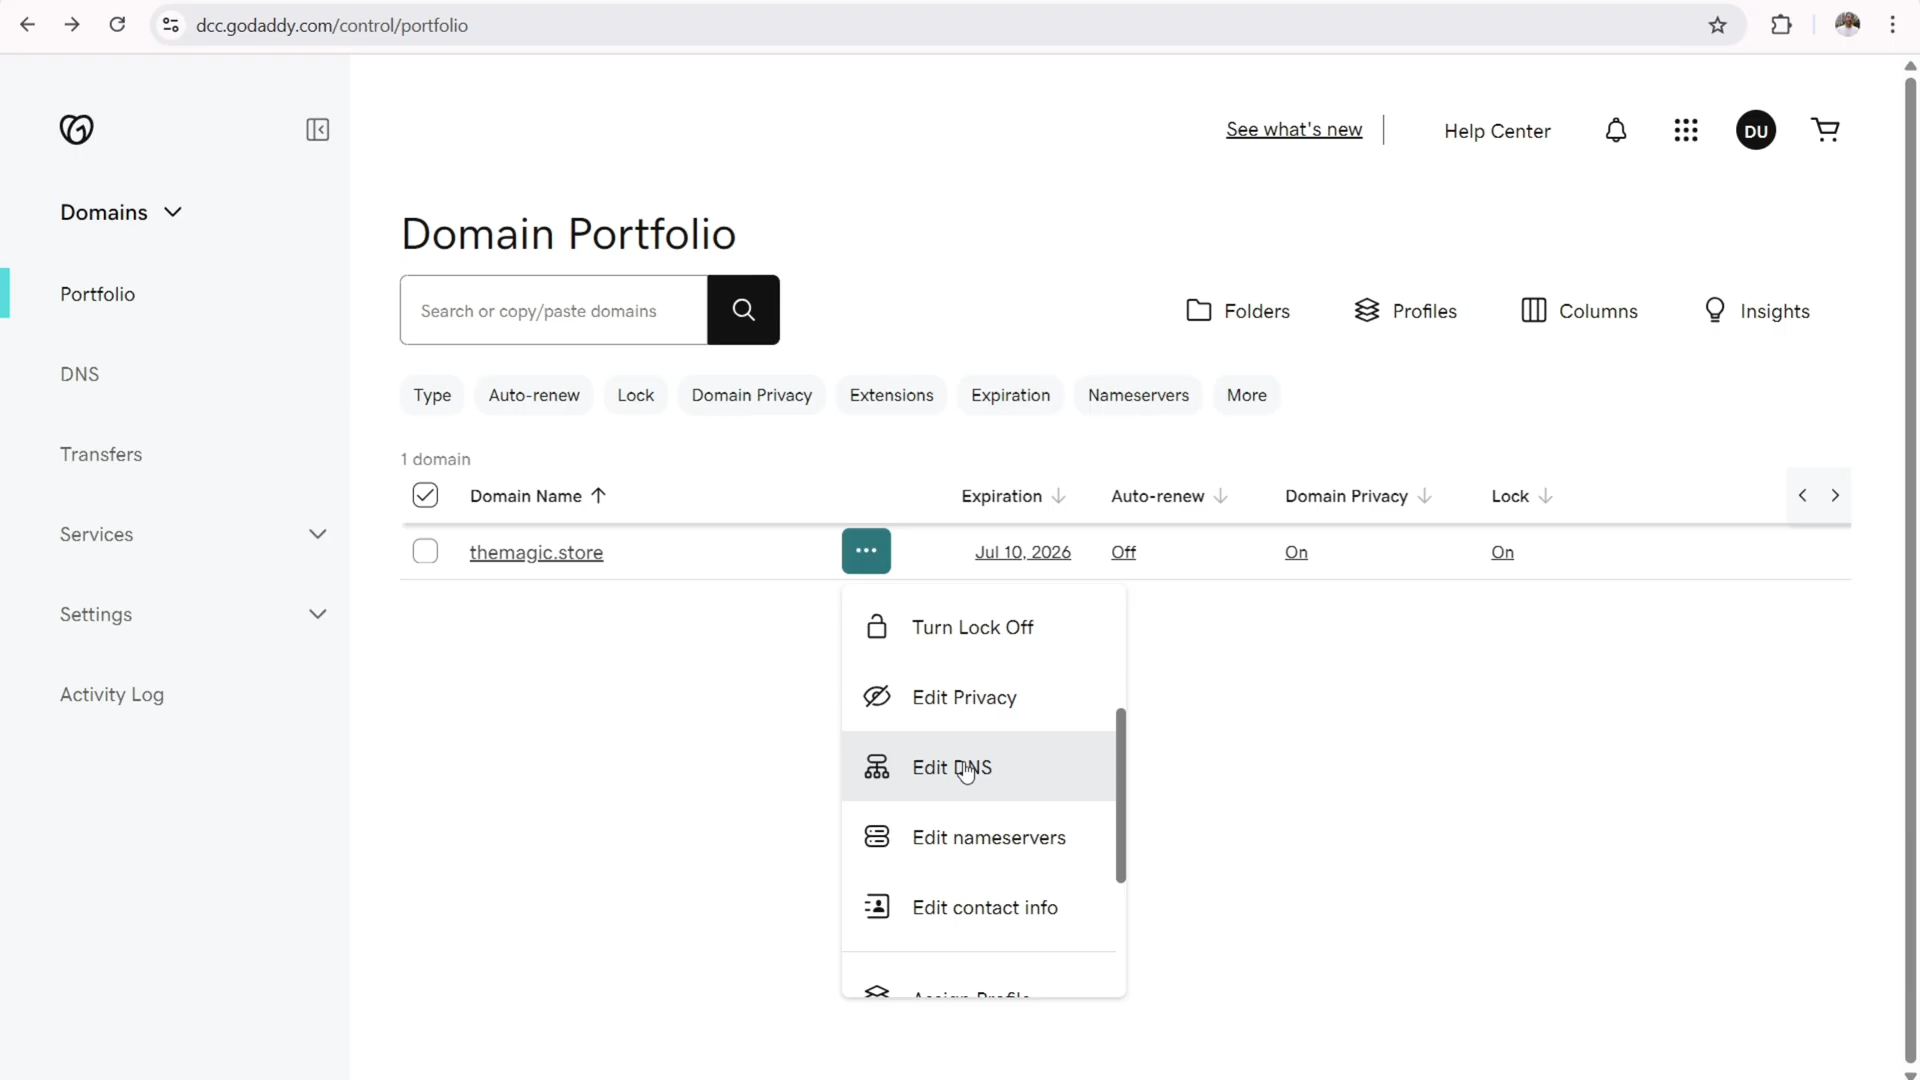 dcc.godaddy.com/control/portfolio
See what's new
Help Center
DU
Domains
Portfolio
DNS
Transfers
Services
Settings
Activity Log
Domain Portfolio
Search or copy/paste domains
Folders
Profiles
Columns
Insights
Type
Auto-renew
Lock
Domain Privacy
Extensions
Expiration
Nameservers
More
1 domain
Domain Name
Expiration
Auto-renew
Domain Privacy
Lock
themagic.store
Jul 10, 2026
Off
On
On
Turn Lock Off
Edit Privacy
Edit DNS
Edit nameservers
Edit contact info
Assign Profile